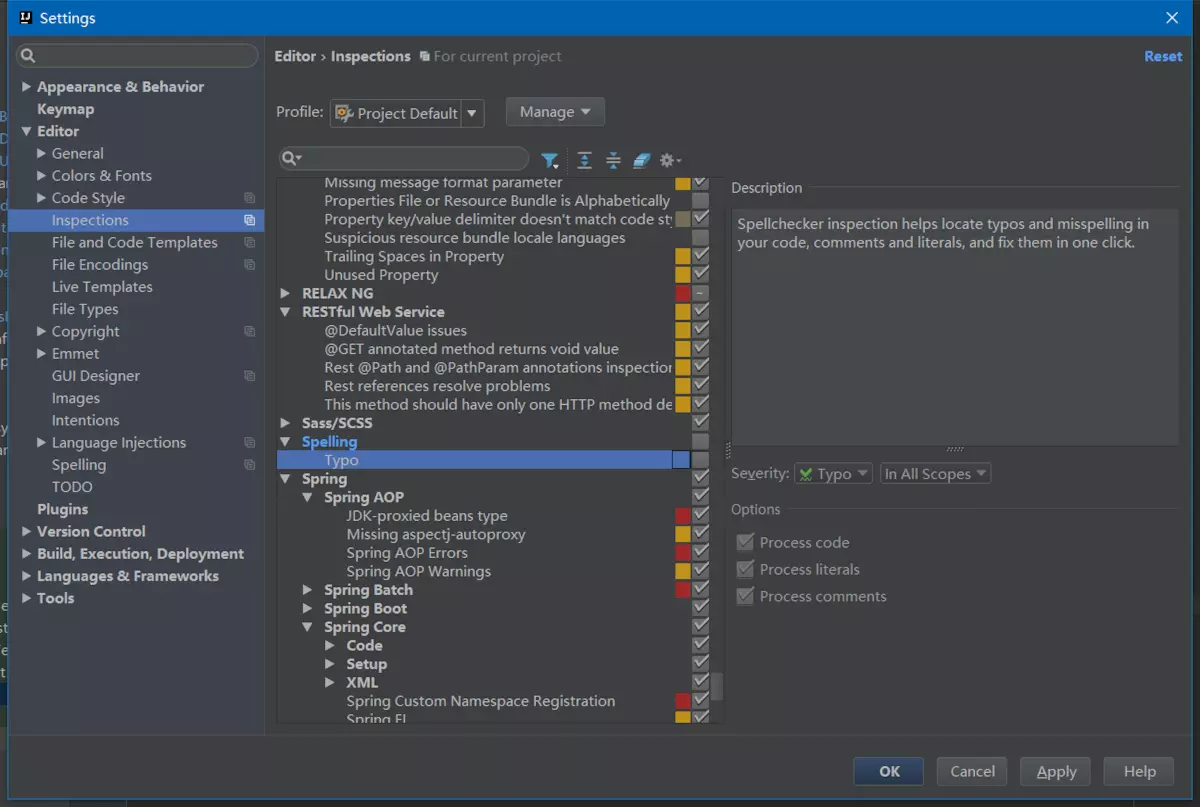 Settings
Editor › Inspections For current project
Reset
Appearance & Behavior
Keymap
Editor
General
Colors & Fonts
Code Style
Inspections
File and Code Templates
File Encodings
Live Templates
File Types
Copyright
Emmet
GUI Designer
Images
Intentions
Language Injections
Spelling
TODO
Plugins
Version Control
Build, Execution, Deployment
Languages & Frameworks
Tools
Profile: Project Default Manage
Missing message format parameter
Properties File or Resource Bundle is Alphabetically
Property key/value delimiter doesn't match code st
Suspicious resource bundle locale languages
Trailing Spaces in Property
Unused Property
RELAX NG
RESTful Web Service
@DefaultValue issues
@GET annotated method returns void value
Rest @Path and @PathParam annotations inspection
Rest references resolve problems
This method should have only one HTTP method de
Sass/SCSS
Spelling
Typo
Spring
Spring AOP
JDK-proxied beans type
Missing aspectj-autoproxy
Spring AOP Errors
Spring AOP Warnings
Spring Batch
Spring Boot
Spring Core
Code
Setup
XML
Spring Custom Namespace Registration
Spring EL
Description
Spellchecker inspection helps locate typos and misspelling in
your code, comments and literals, and fix them in one click.
Severity: Typo In All Scopes
Options
Process code
Process literals
Process comments
OK Cancel Apply Help